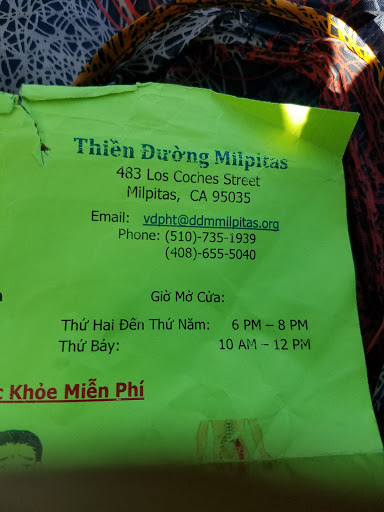 Thiền Đường Milpitas
483 Los Coches Street
Milpitas, CA 95035
Email: vdpht@ddmmilpitas.org
Phone: (510)-735-1939
(408)-655-5040
Giờ Mở Cửa:
Thứ Hai Đến Thứ Năm: 6 PM – 8 PM
Thứ Bảy: 10 AM – 12 PM
Khỏe Miễn Phí